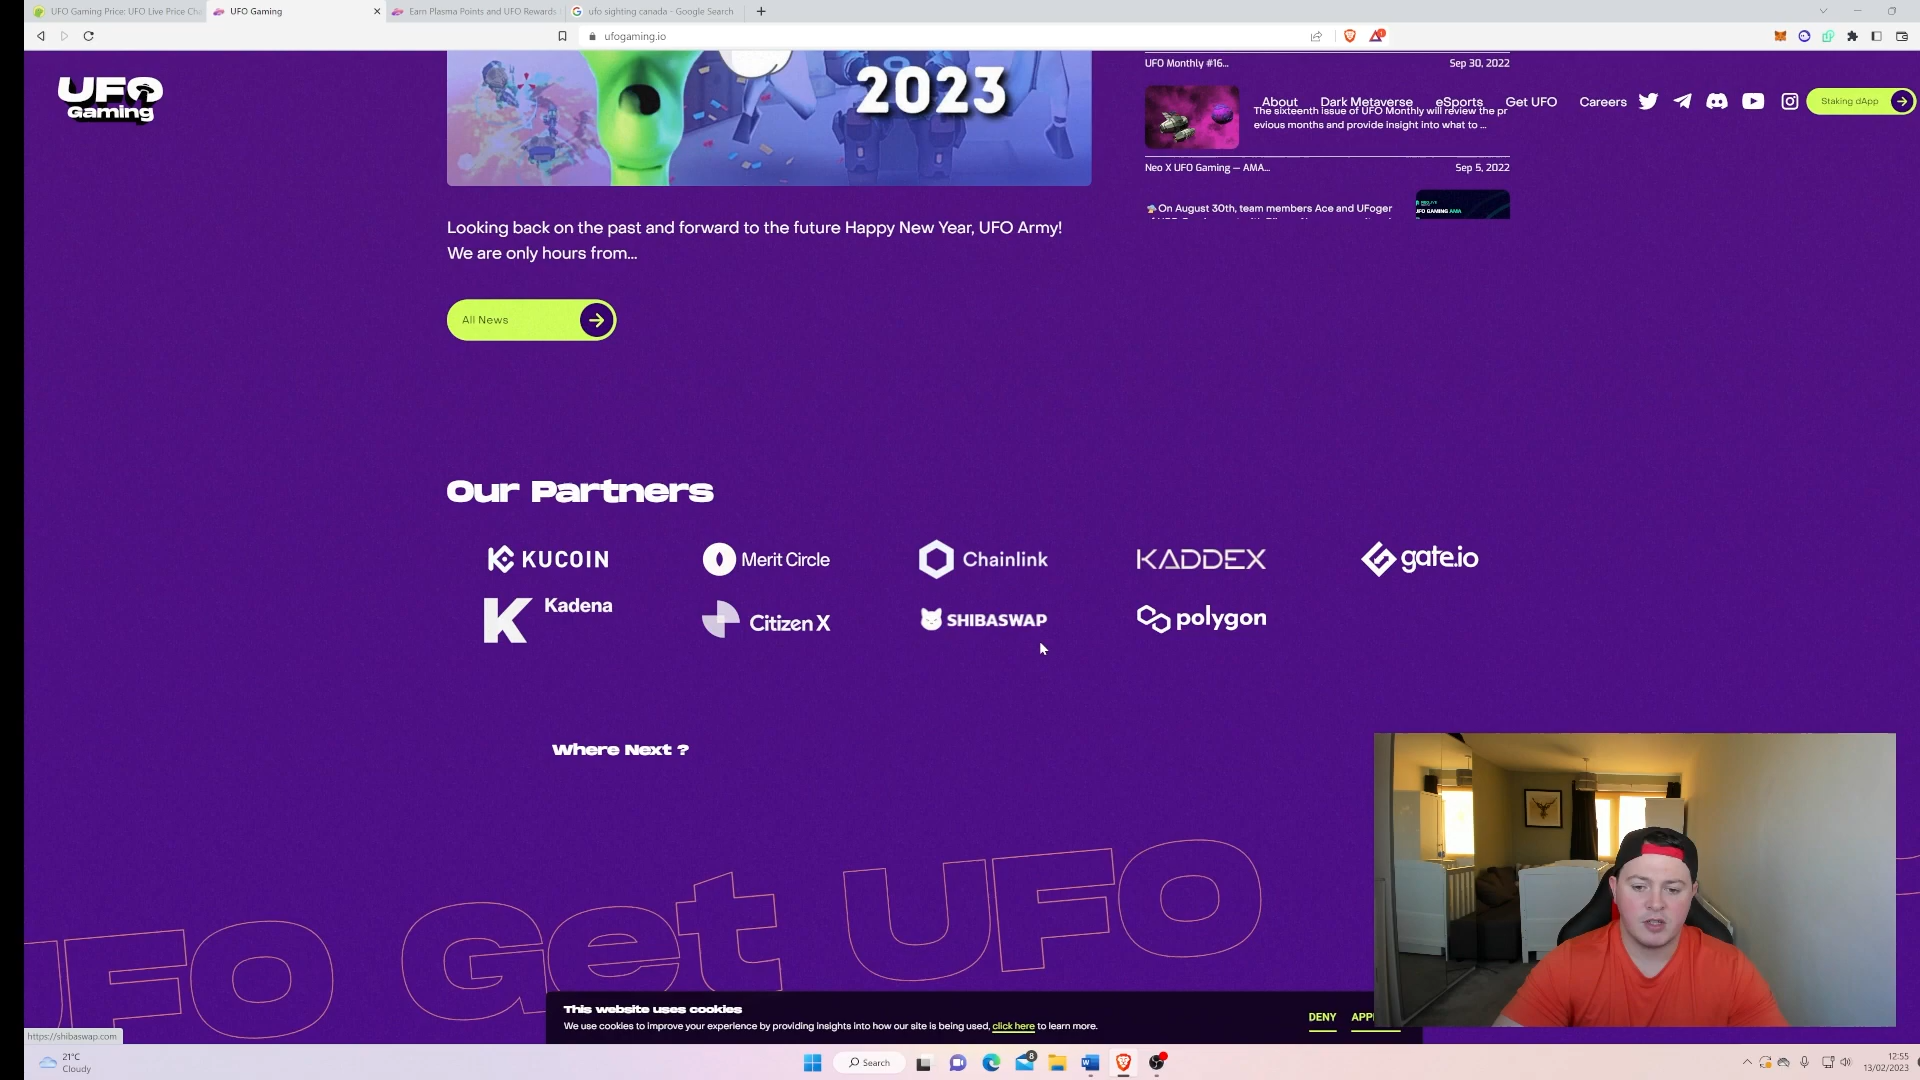 UFO Gaming Price: UFO Live Price Ch
UFO Gaming
Earn Plasma Points and UFO Rewards
ufo sighting canada - Google Search
ufogaming.io
UFO
Gaming
2023
UFO Monthly #16...
Sep 30, 2022
About
Dark Metaverse
eSports
Get UFO
Careers
Staking dApp
The sixteenth issue of UFO Monthly will review the pr
evious months and provide insight into what to ...
Neo X UFO Gaming — AMA...
Sep 5, 2022
On August 30th, team members Ace and UFoger
UFO GAMING AMA
Looking back on the past and forward to the future Happy New Year, UFO Army!
We are only hours from...
All News
Our Partners
KUCOIN
Merit Circle
Chainlink
KADDEX
gate.io
Kadena
Citizen X
SHIBASWAP
polygon
Where Next ?
UFO Get UFO
This website uses cookies
We use cookies to improve your experience by providing insights into how our site is being used, click here to learn more.
DENY
https://shibaswap.com
21°C
Cloudy
Search
8
12:55
13/02/2023